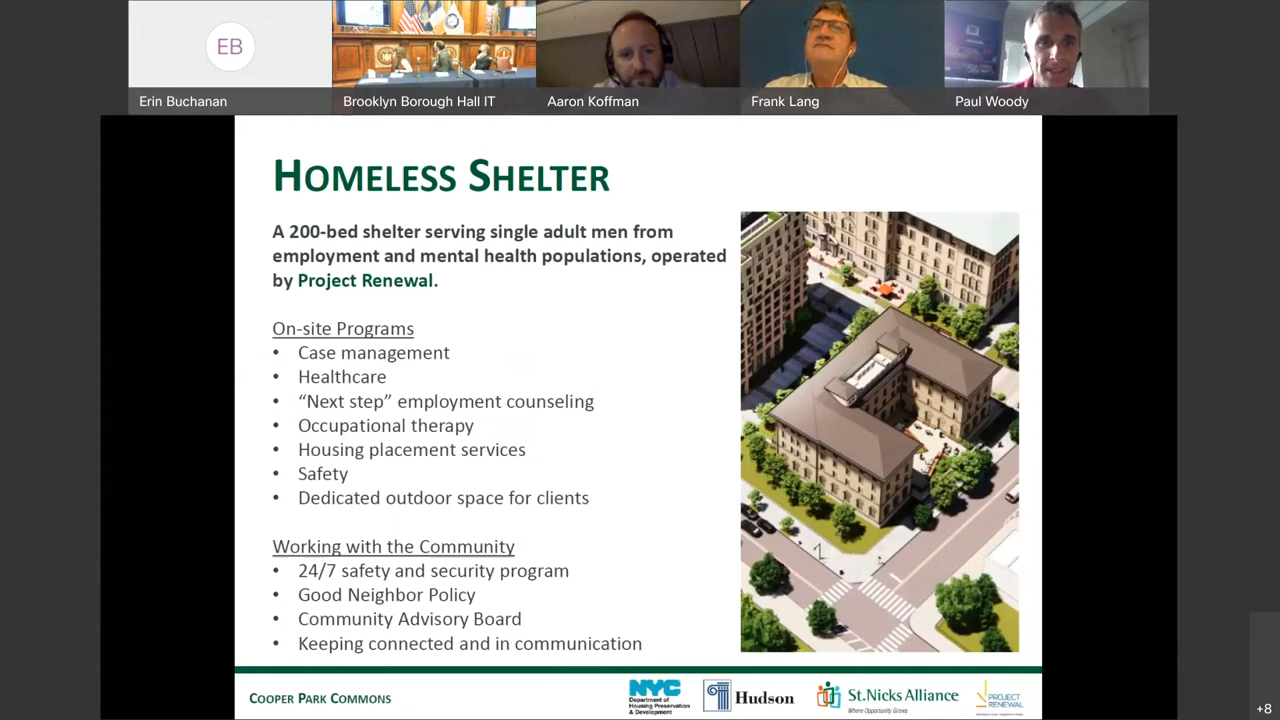 EB
Erin Buchanan
Brooklyn Borough Hall IT
Aaron Koffman
Frank Lang
Paul Woody
HOMELESS SHELTER
A 200-bed shelter serving single adult men from
employment and mental health populations, operated
by Project Renewal.
On-site Programs
• Case management
• Healthcare
• “Next step” employment counseling
• Occupational therapy
• Housing placement services
• Safety
• Dedicated outdoor space for clients
Working with the Community
• 24/7 safety and security program
• Good Neighbor Policy
• Community Advisory Board
• Keeping connected and in communication
COOPER PARK COMMONS
NYC
Department of
Housing Preservation
& Development
Hudson
St.Nicks Alliance
Where Opportunity Grows
PROJECT
RENEWAL
+8